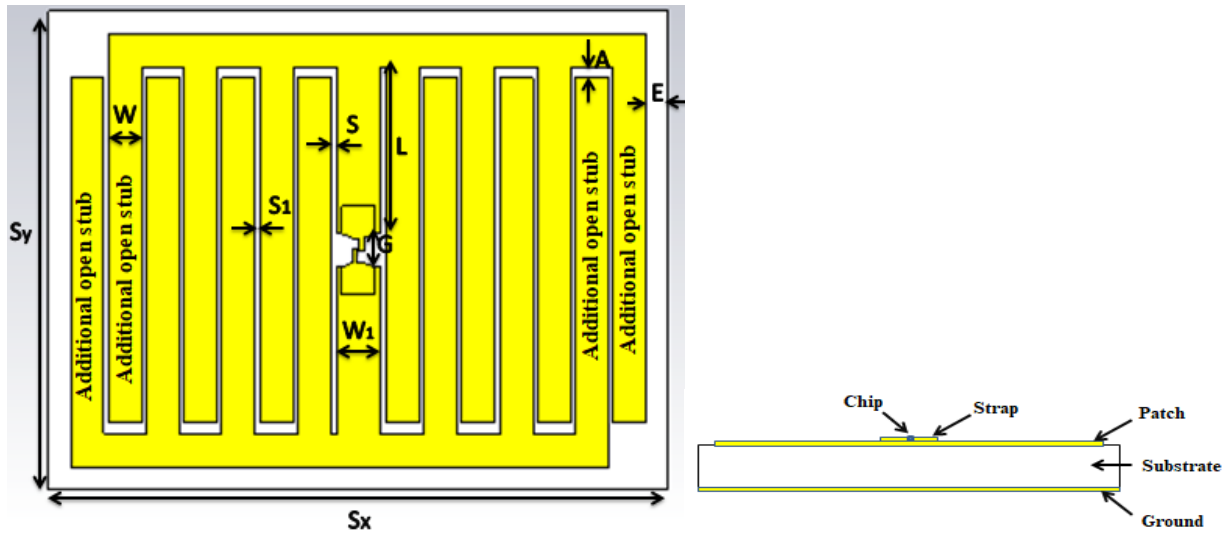 A
E
W
S
L
S1
G
Sy
W1
Sx
Additional open stub
Additional open stub
Additional open stub
Additional open stub
Chip
Strap
Patch
Substrate
Ground